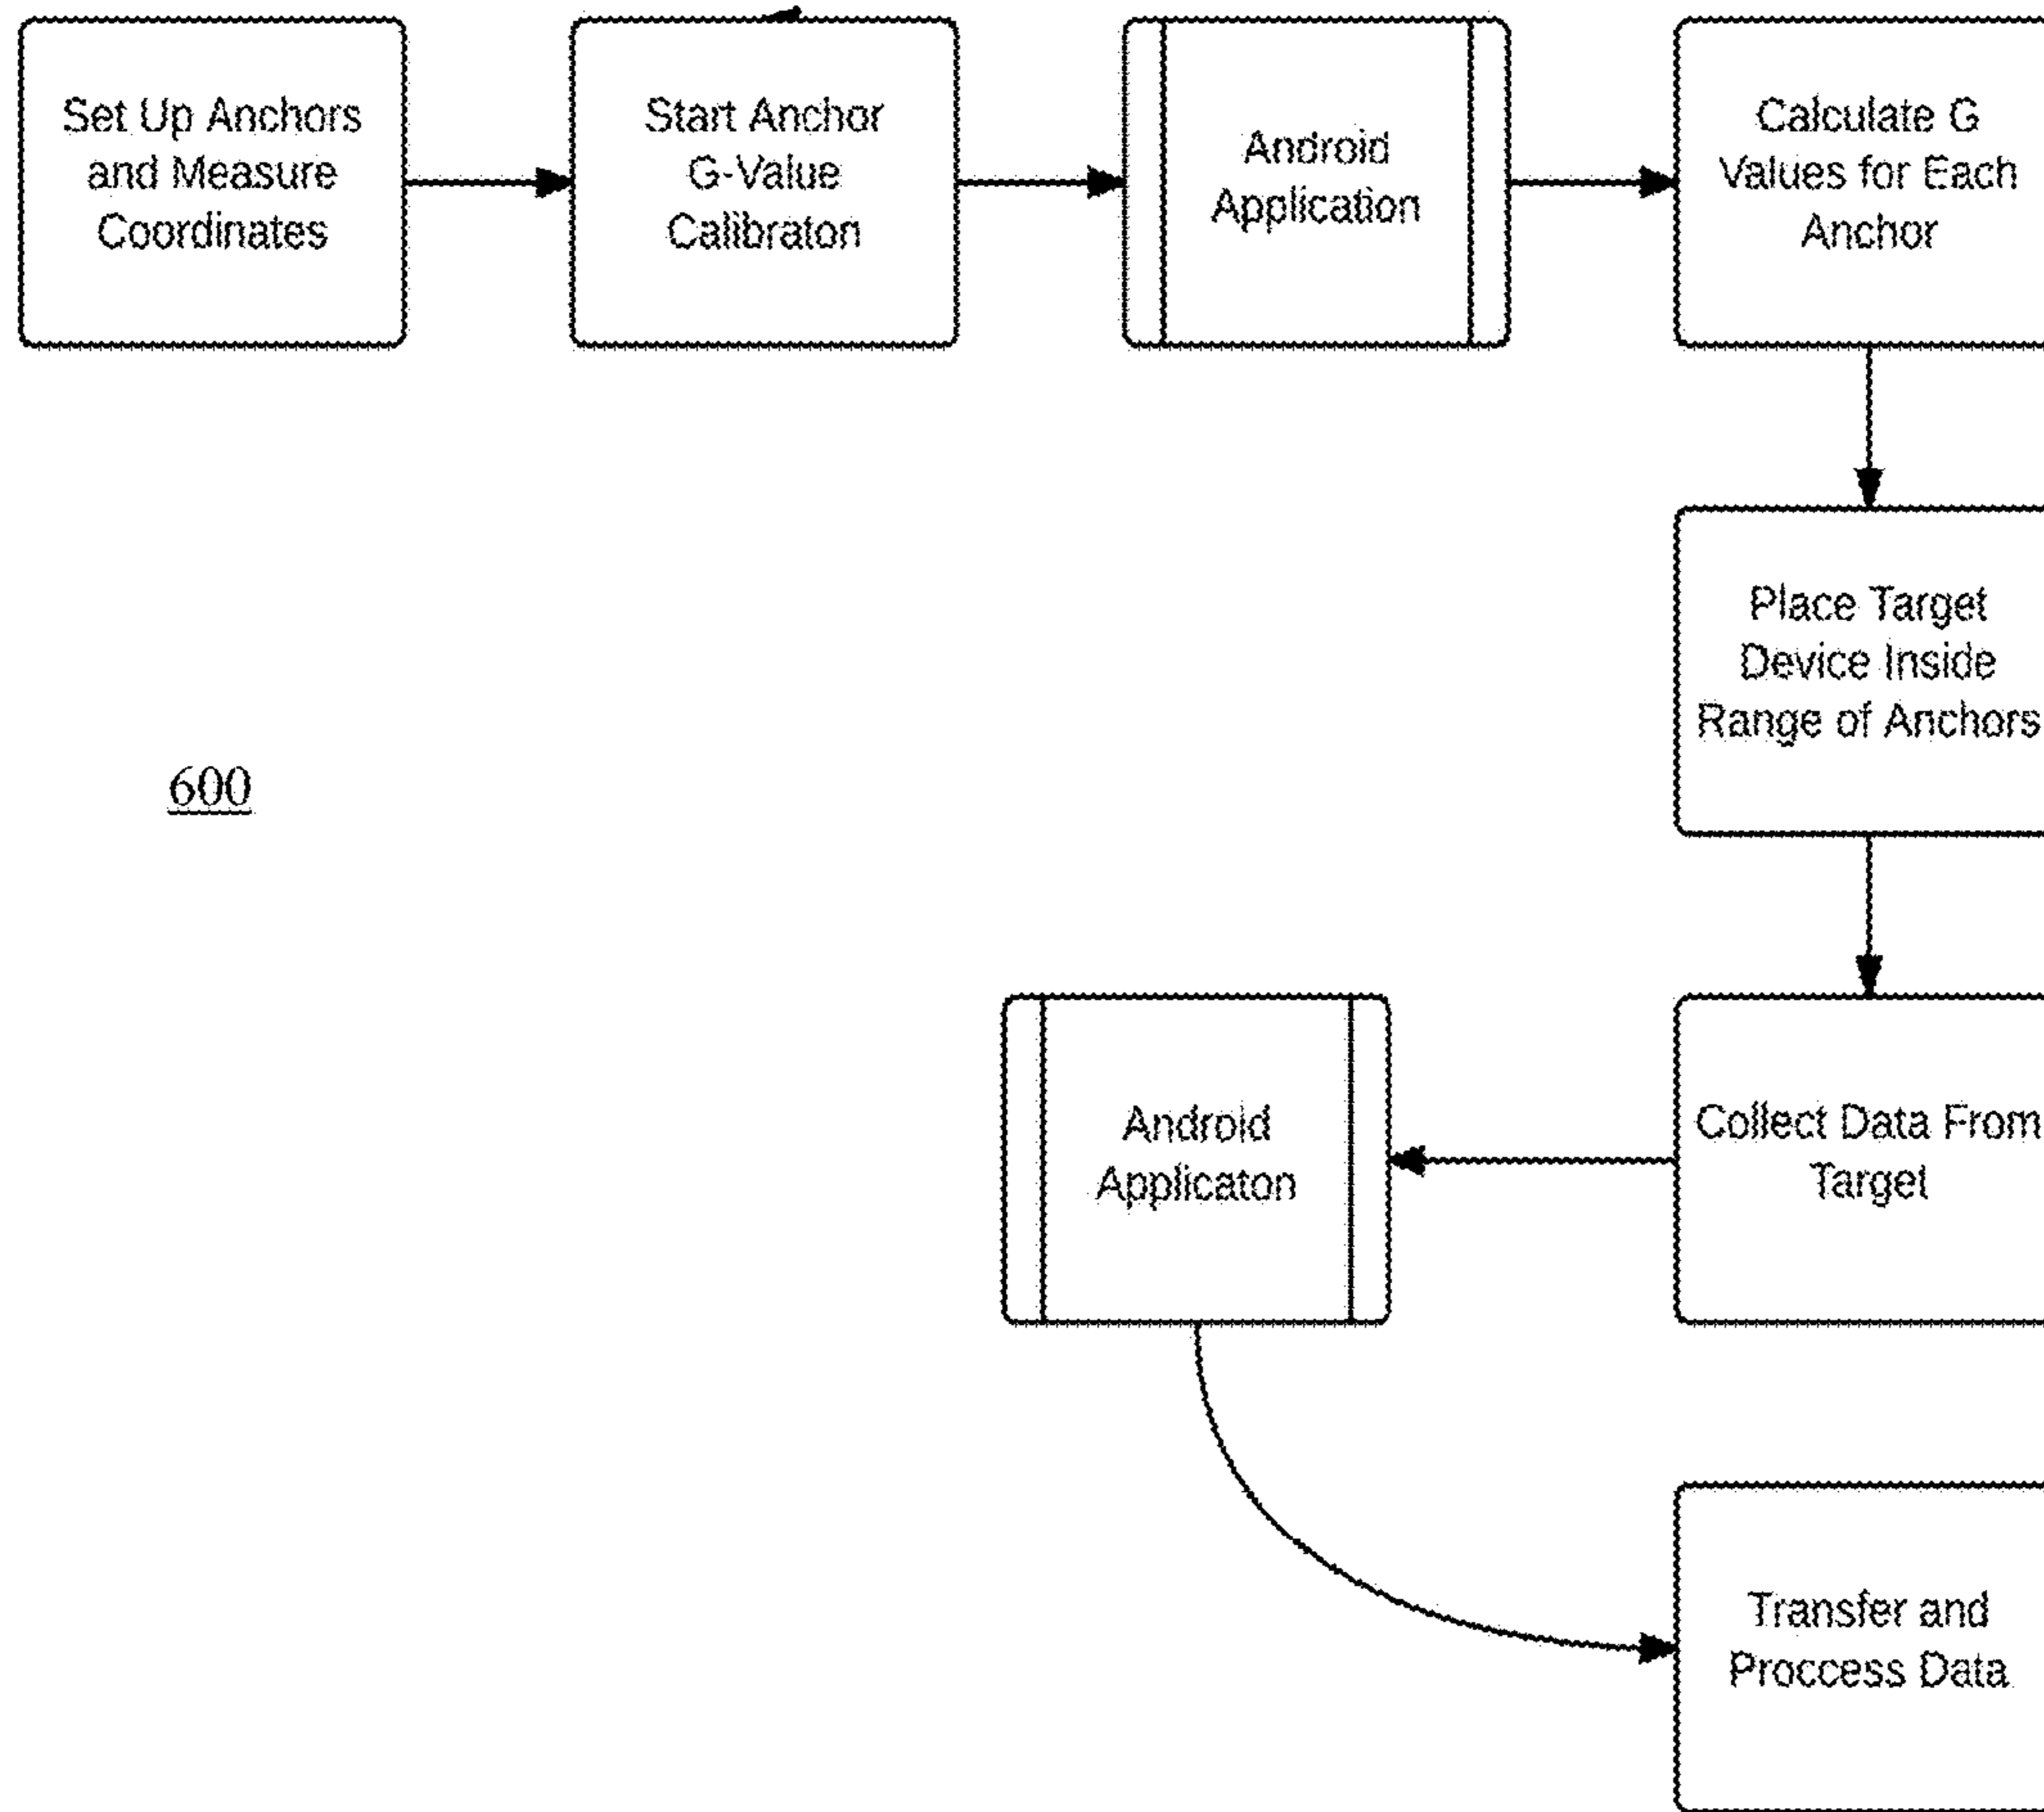 Set Up Anchors
and Measure
Coordinates
Start Anchor
G-Value
Calibraton
Android
Application
Calculate G
Values for Each
Anchor
Place Target
Device Inside
Range of Anchors
600
Collect Data From
Target
Android
Applicaton
Transfer and
Proccess Data